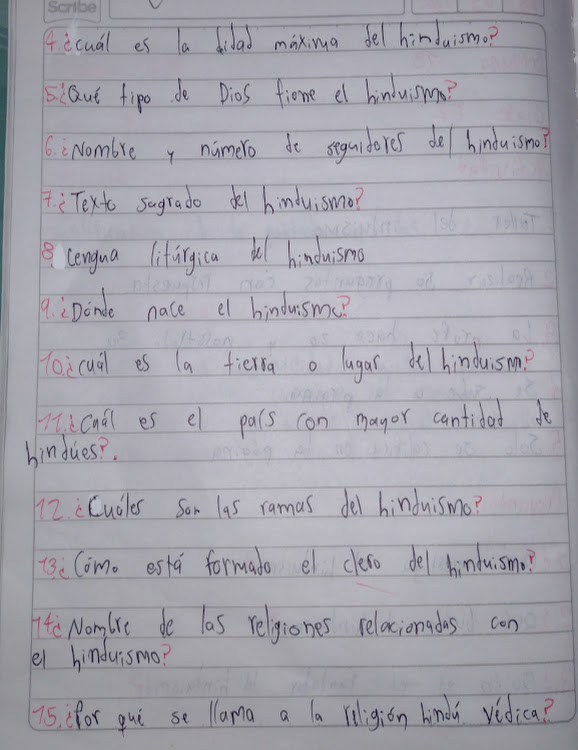 Scribe
4.¿cuál es la didad máxima del hinduismo?
5.¿Qué tipo de Dios tiene el hinduismo?
6.¿Nombre y número de seguidores del hinduismo?
7.¿Texto sagrado del hinduismo?
8 Lengua litúrgica del hinduismo
9.¿Dónde nace el hinduismo?
10.¿cuál es la tierra o lugar del hinduismo?
11.¿Cuál es el país con mayor cantidad de
hindúes?.
12.¿Cuáles son las ramas del hinduismo?
13.¿Cómo está formado el clero del hinduismo?
14.¿Nombre de las religiones relacionadas con
el hinduismo?
15.¿Por qué se llama a la religión hindú védica?